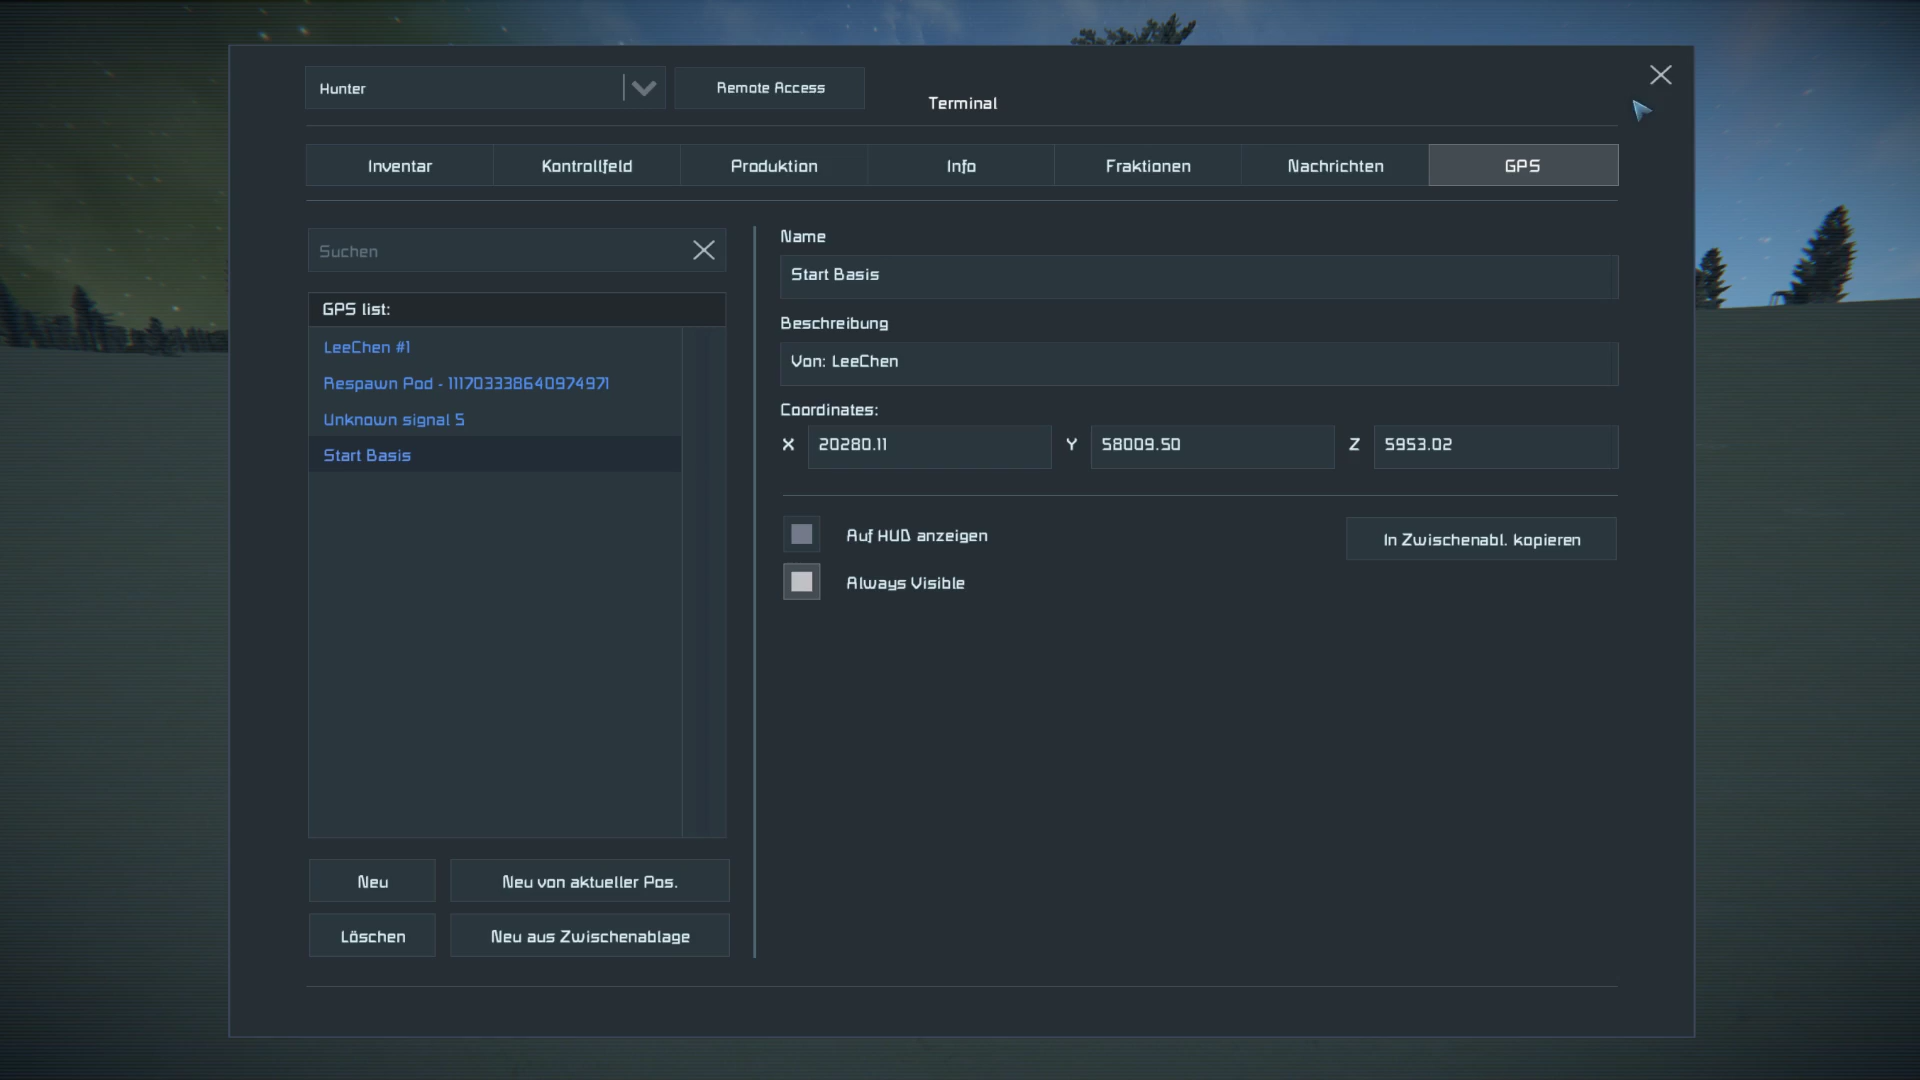 Hunter
Remote Access
Terminal
Inventar
Kontrollfeld
Produktion
Info
Fraktionen
Nachrichten
GPS
Suchen
GPS list:
LeeChen #1
Respawn Pod - 111703338640974971
Unknown signal 5
Start Basis
Neu
Neu von aktueller Pos.
Löschen
Neu aus Zwischenablage
Name
Start Basis
Beschreibung
Von: LeeChen
Coordinates:
X 20280.11 Y 58009.50 Z 5953.02
Auf HUD anzeigen
In Zwischenabl. kopieren
Always Visible